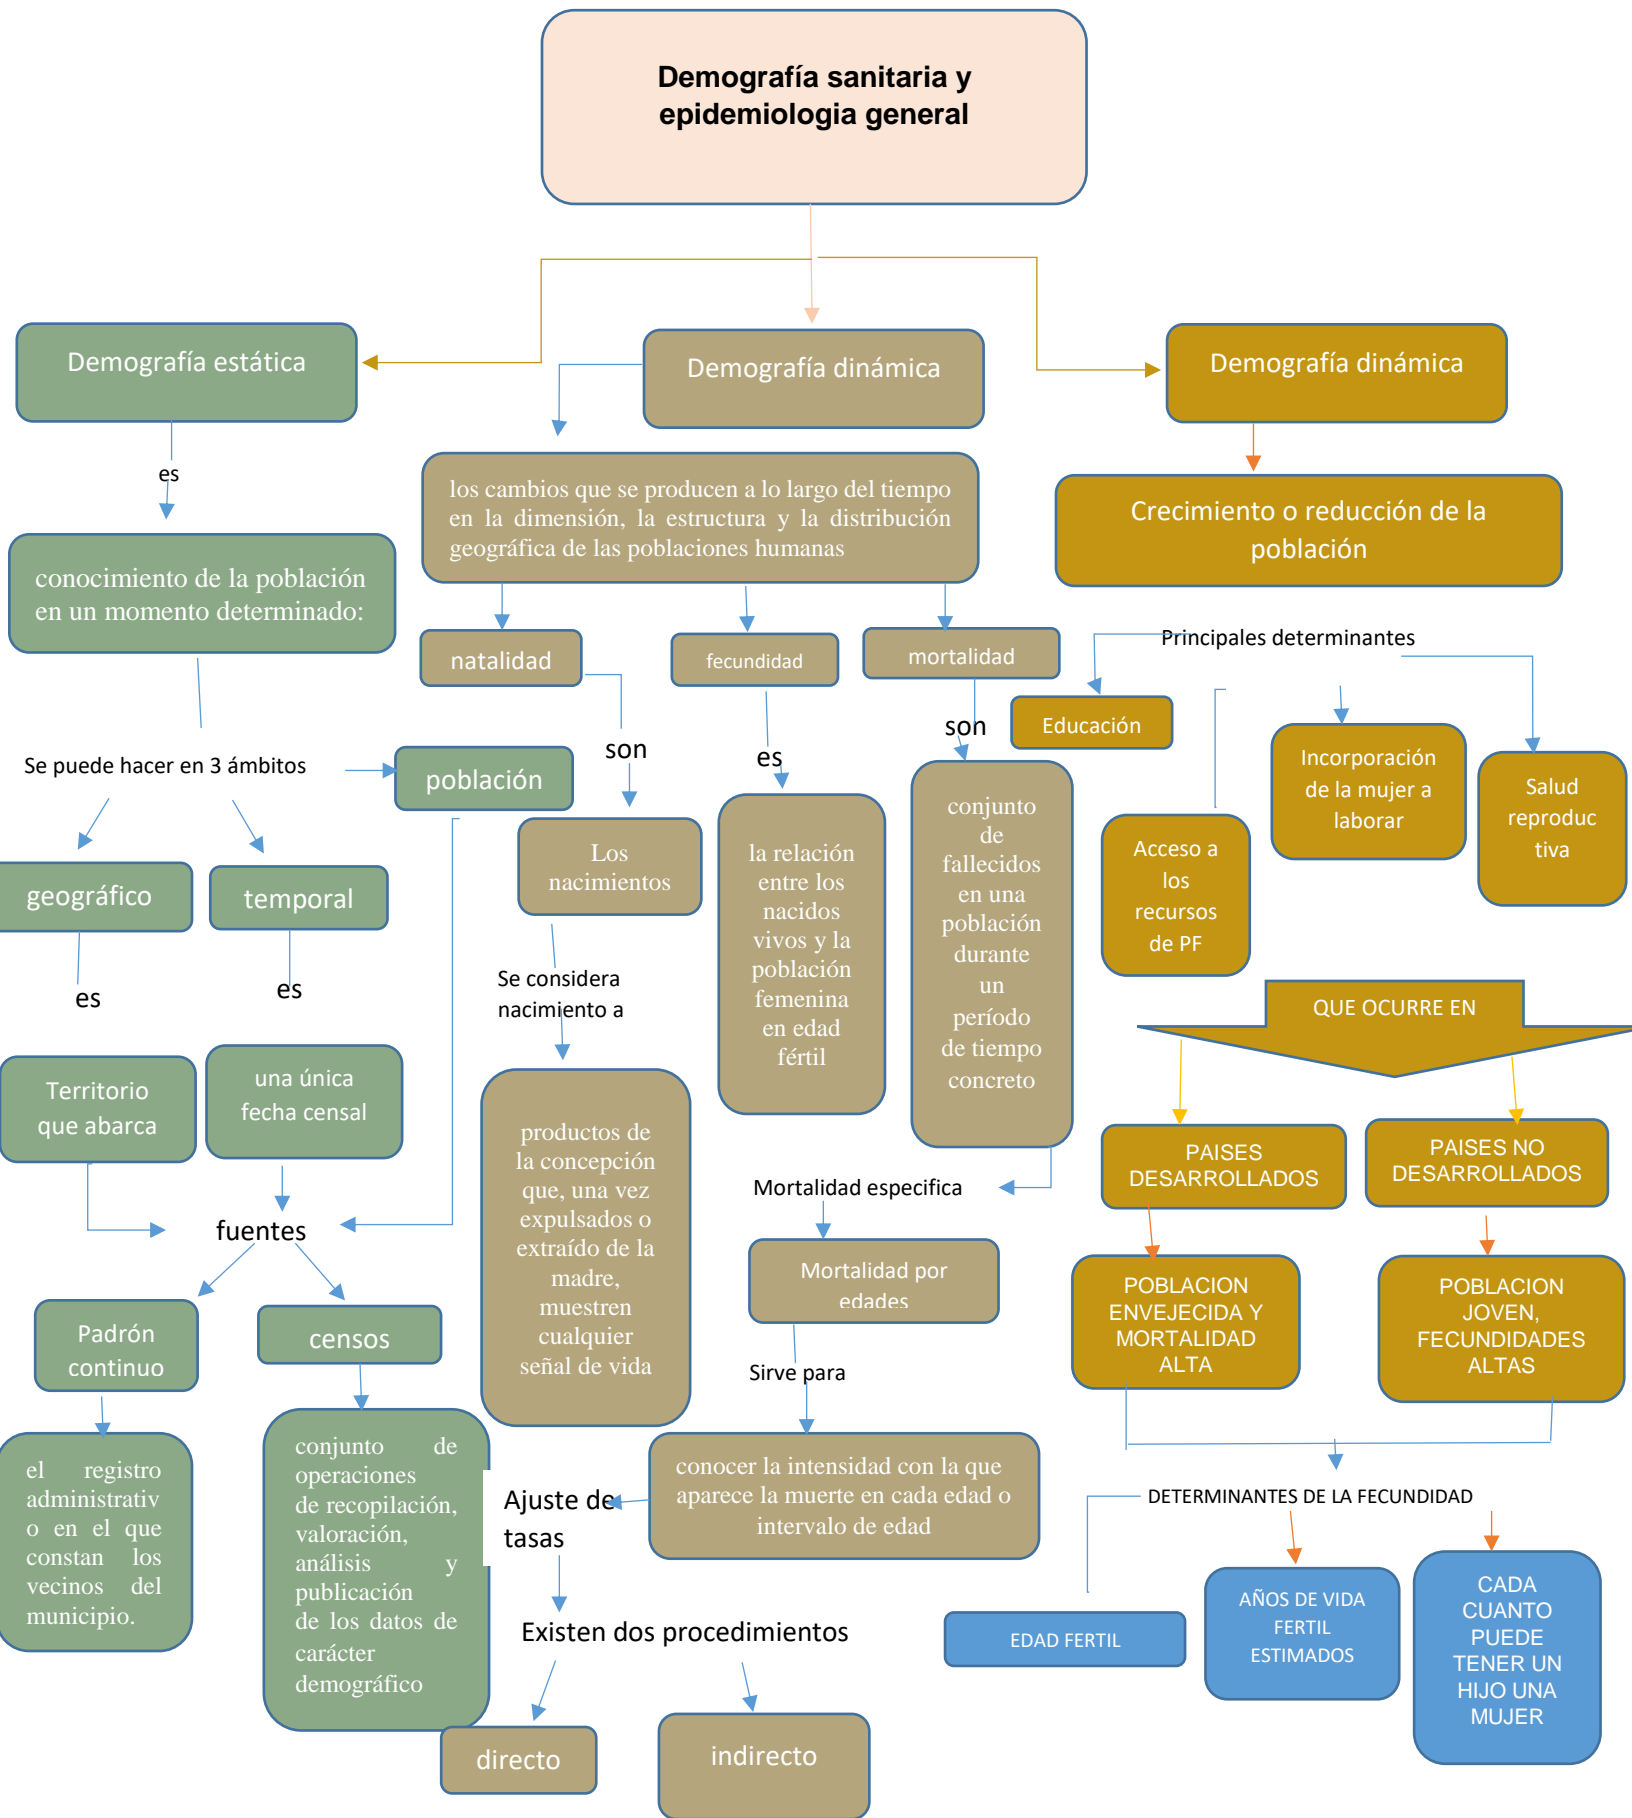 Demografía sanitaria y
epidemiologia general
Demografía estática
Demografía dinámica
Demografía dinámica
es
los cambios que se producen a lo largo del tiempo
en la dimensión, la estructura y la distribución
geográfica de las poblaciones humanas
Crecimiento o reducción de la
población
conocimiento de la población
en un momento determinado:
natalidad
fecundidad
mortalidad
Principales determinantes
Se puede hacer en 3 ámbitos
población
son
es
son
Educación
Incorporación
de la mujer a
laborar
Salud
reproduc
tiva
Acceso a
los
recursos
de PF
geográfico
temporal
Los
nacimientos
la relación
entre los
nacidos
vivos y la
población
femenina
en edad
fértil
conjunto
de
fallecidos
en una
población
durante
un
período
de tiempo
concreto
es
es
Se considera
nacimiento a
QUE OCURRE EN
Territorio
que abarca
una única
fecha censal
productos de
la concepción
que, una vez
expulsados o
extraído de la
madre,
muestren
cualquier
señal de vida
PAISES
DESARROLLADOS
PAISES NO
DESARROLLADOS
Mortalidad especifica
fuentes
Mortalidad por
edades
POBLACION
ENVEJECIDA Y
MORTALIDAD
ALTA
POBLACION
JOVEN,
FECUNDIDADES
ALTAS
Padrón
continuo
censos
Sirve para
el registro
administrativ
o en el que
constan los
vecinos del
municipio.
conjunto de
operaciones
de recopilación,
valoración,
análisis y
publicación
de los datos de
carácter
demográfico
Ajuste de
tasas
conocer la intensidad con la que
aparece la muerte en cada edad o
intervalo de edad
DETERMINANTES DE LA FECUNDIDAD
Existen dos procedimientos
EDAD FERTIL
AÑOS DE VIDA
FERTIL
ESTIMADOS
CADA
CUANTO
PUEDE
TENER UN
HIJO UNA
MUJER
directo
indirecto